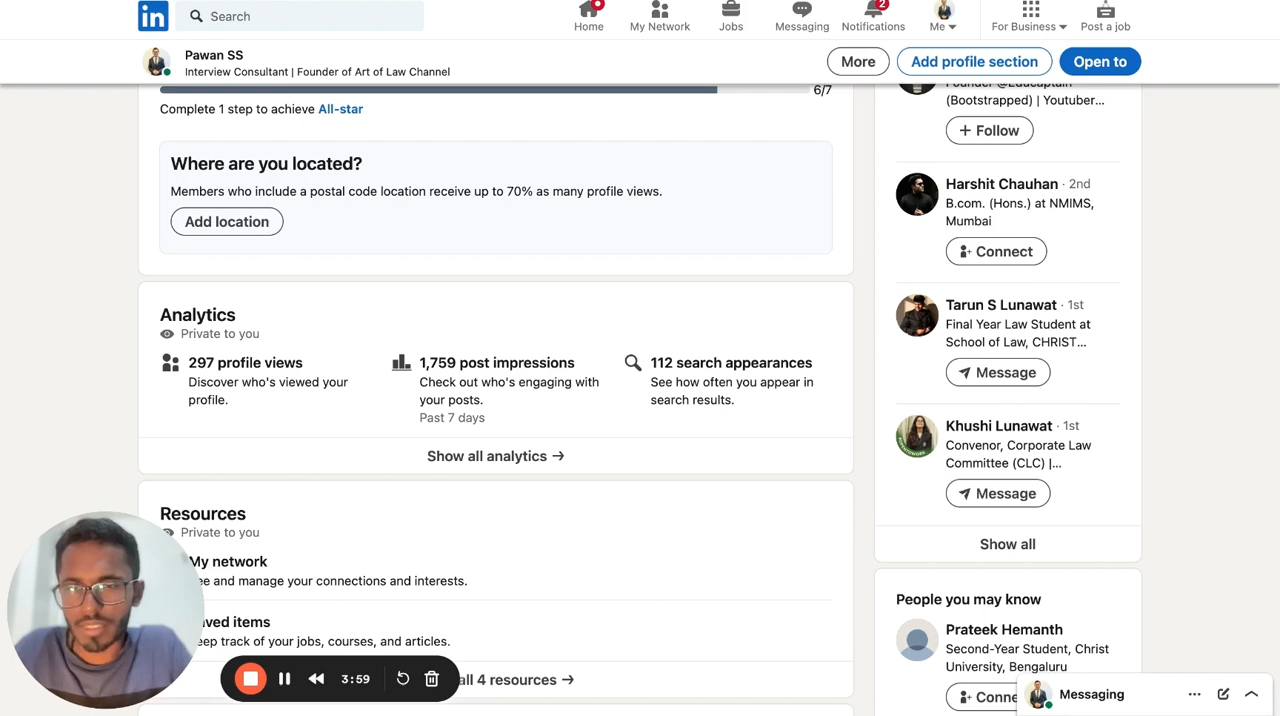 in
Search
Home
My Network
Jobs
Messaging
2
Notifications
Me
For Business
Post a job
Pawan SS
Interview Consultant | Founder of Art of Law Channel
More
Add profile section
Open to
6/7
Complete 1 step to achieve All-star
Where are you located?
Members who include a postal code location receive up to 70% as many profile views.
Add location
Analytics
Private to you
297 profile views
Discover who's viewed your
profile.
1,759 post impressions
Check out who's engaging with
your posts.
Past 7 days
112 search appearances
See how often you appear in
search results.
Show all analytics →
Resources
Private to you
My network
ee and manage your connections and interests.
aved items
eep track of your jobs, courses, and articles.
all 4 resources →
3:59
Founder @Educaptain
(Bootstrapped) | Youtuber...
+ Follow
Harshit Chauhan · 2nd
B.com. (Hons.) at NMIMS,
Mumbai
Connect
Tarun S Lunawat · 1st
Final Year Law Student at
School of Law, CHRIST...
Message
Khushi Lunawat · 1st
Convenor, Corporate Law
Committee (CLC) |...
Message
Show all
People you may know
Prateek Hemanth
Second-Year Student, Christ
University, Bengaluru
Conne
Messaging